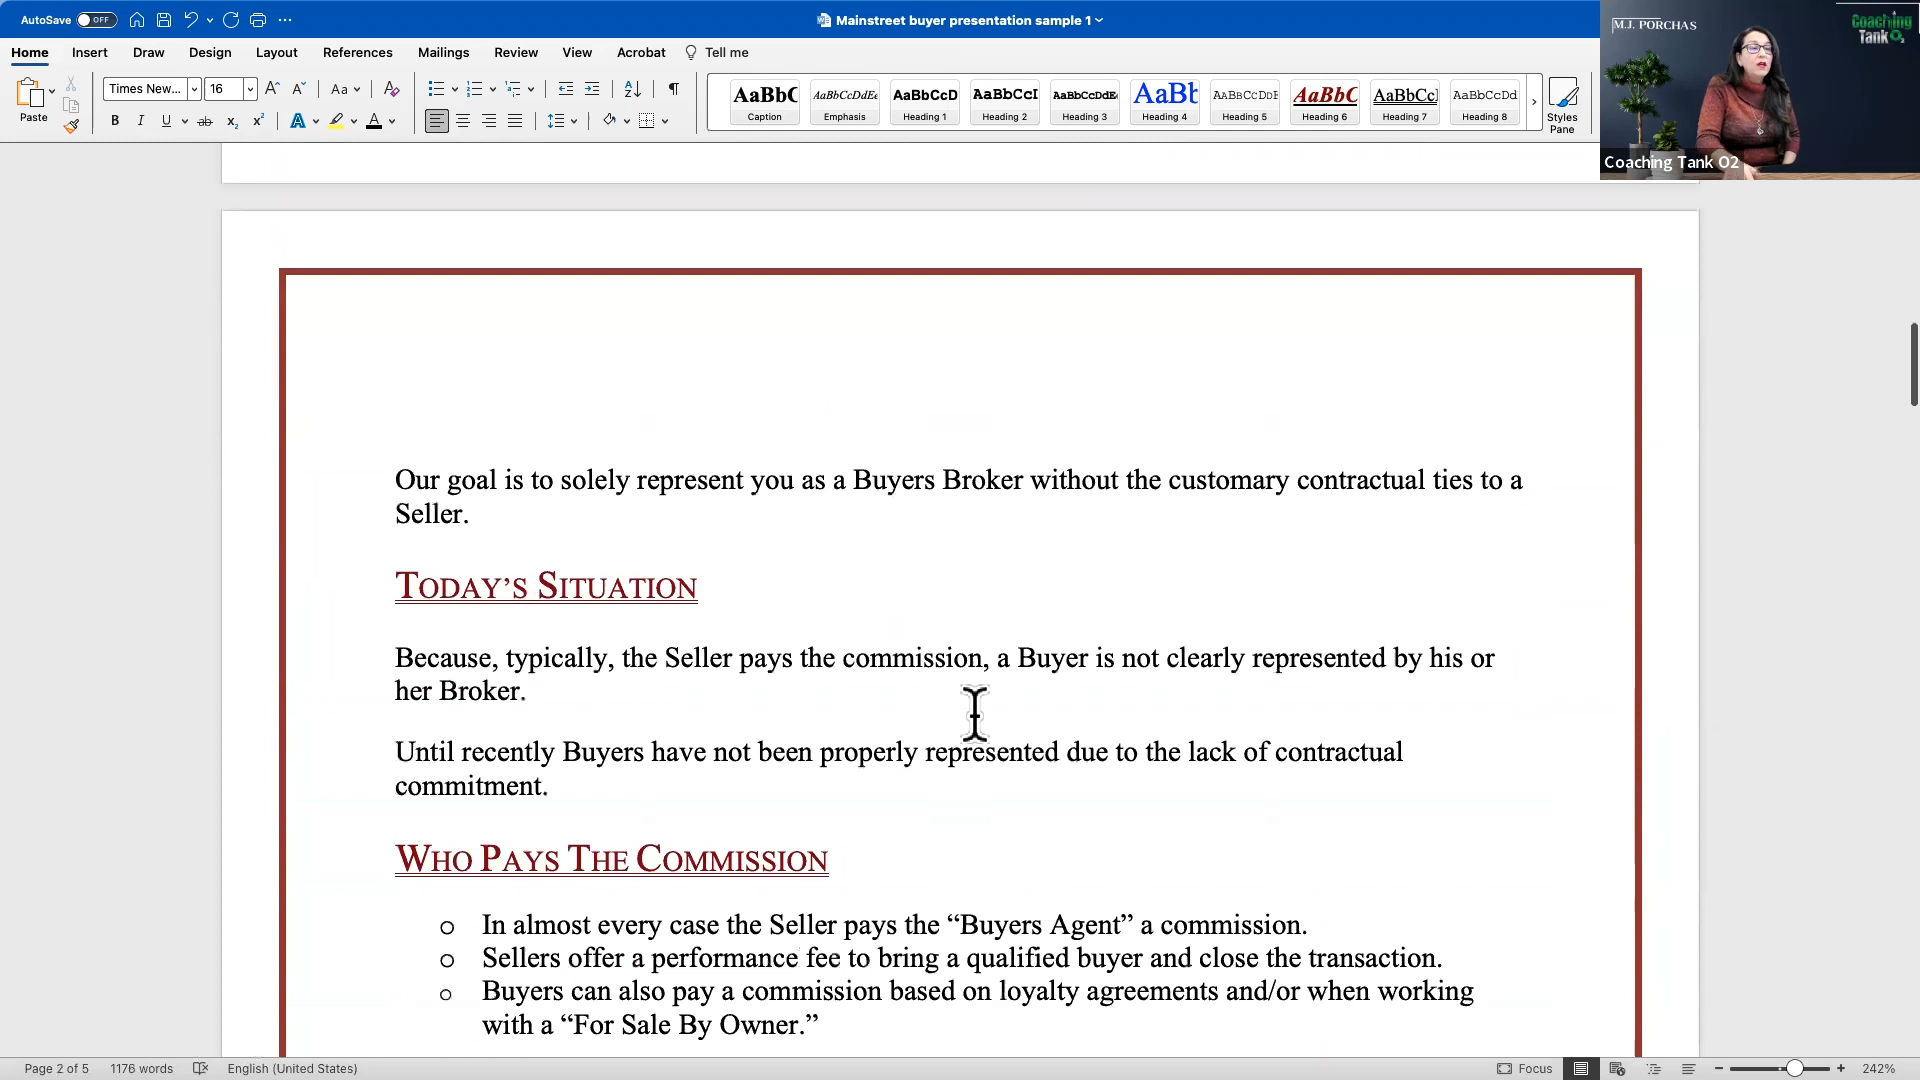 AutoSave OFF
Mainstreet buyer presentation sample 1
Home Insert Draw Design Layout References Mailings Review View Acrobat Tell me
Paste
Times New... 16 Aa
AaBbC AaBbCcDdEe AaBbCcD AaBbCcI AaBbCcDdE AaBb AaBbCcDdE AaBbC AaBbCc AaBbCcDd
Caption Emphasis Heading 1 Heading 2 Heading 3 Heading 4 Heading 5 Heading 6 Heading 7 Heading 8
Styles
Pane
M.J. PORCHAS
Coaching
Tank O2
Coaching Tank O2
Our goal is to solely represent you as a Buyers Broker without the customary contractual ties to a
Seller.
TODAY’S SITUATION
Because, typically, the Seller pays the commission, a Buyer is not clearly represented by his or
her Broker.
Until recently Buyers have not been properly represented due to the lack of contractual
commitment.
WHO PAYS THE COMMISSION
o In almost every case the Seller pays the “Buyers Agent” a commission.
o Sellers offer a performance fee to bring a qualified buyer and close the transaction.
o Buyers can also pay a commission based on loyalty agreements and/or when working
with a “For Sale By Owner.”
Page 2 of 5 1176 words English (United States) Focus 242%